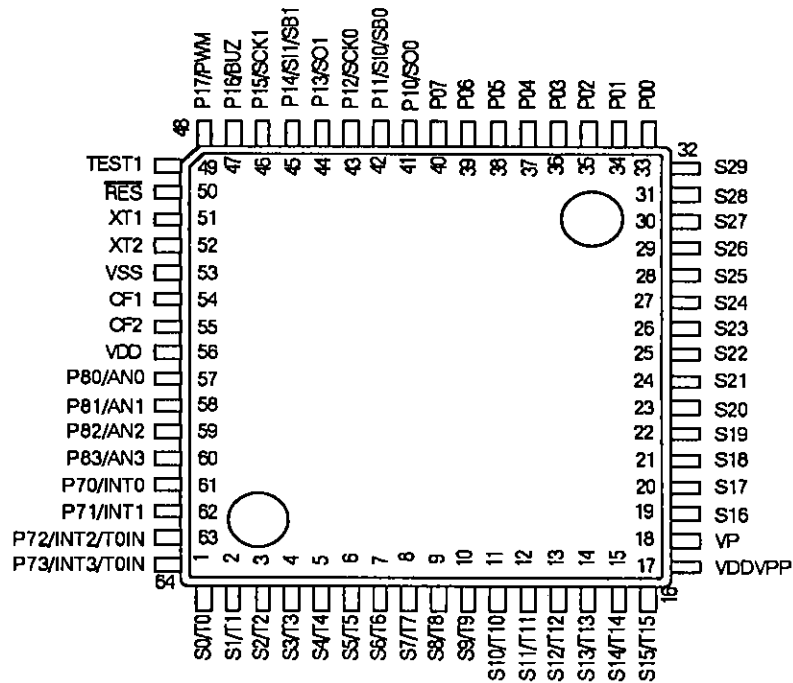 P17/PWM
P16/BUZ
P15/SCK1
P14/SI1/SB1
P13/SO1
P12/SCK0
P11/SI0/SB0
P10/SO0
P07
P06
P05
P04
P03
P02
P01
P00
48
47
46
45
44
43
42
41
40
39
38
37
36
35
34
33
32
TEST1 49
RES 50
XT1 51
XT2 52
VSS 53
CF1 54
CF2 55
VDD 56
P80/AN0 57
P81/AN1 58
P82/AN2 59
P83/AN3 60
P70/INT0 61
P71/INT1 62
P72/INT2/T0IN 63
P73/INT3/T0IN
64
S29
31 S28
30 S27
29 S26
28 S25
27 S24
26 S23
25 S22
24 S21
23 S20
22 S19
21 S18
20 S17
19 S16
18 VP
17 VDDVPP
16
1
2
3
4
5
6
7
8
9
10
11
12
13
14
15
S0/T0
S1/T1
S2/T2
S3/T3
S4/T4
S5/T5
S6/T6
S7/T7
S8/T8
S9/T9
S10/T10
S11/T11
S12/T12
S13/T13
S14/T14
S15/T15